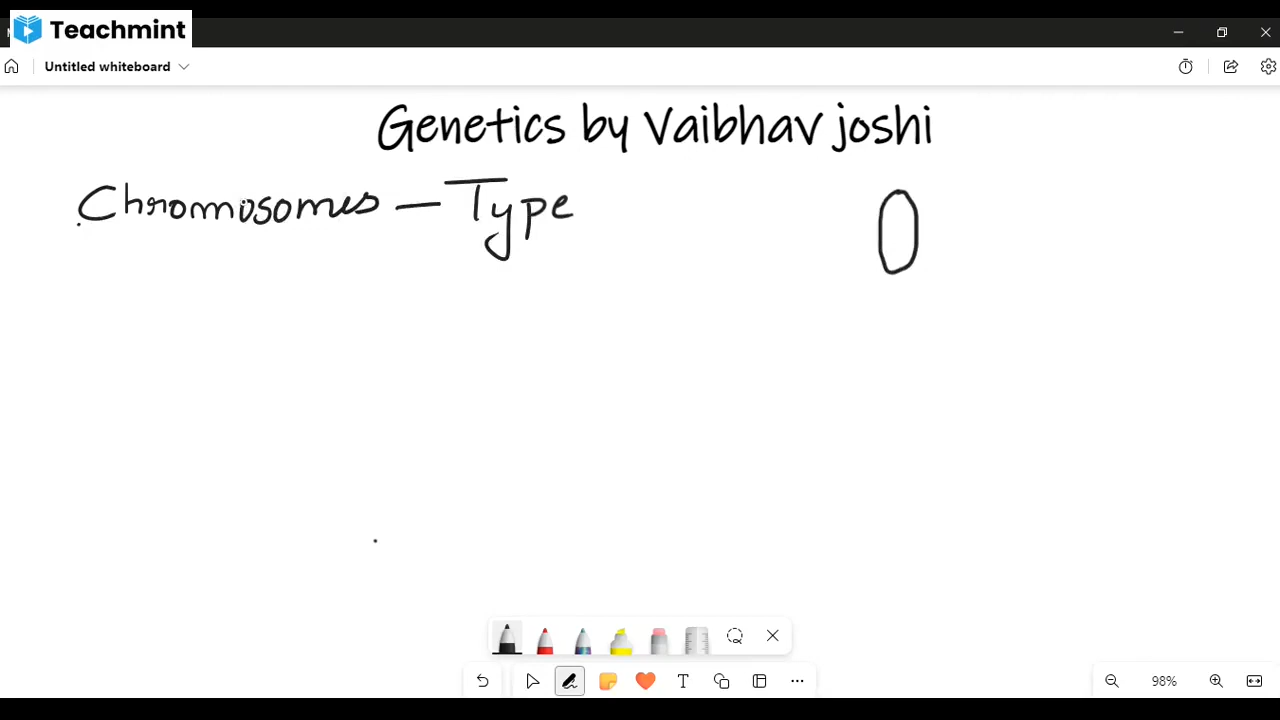 Teachmint
Untitled whiteboard
Genetics by Vaibhav joshi
Chromosomes — Type
98%